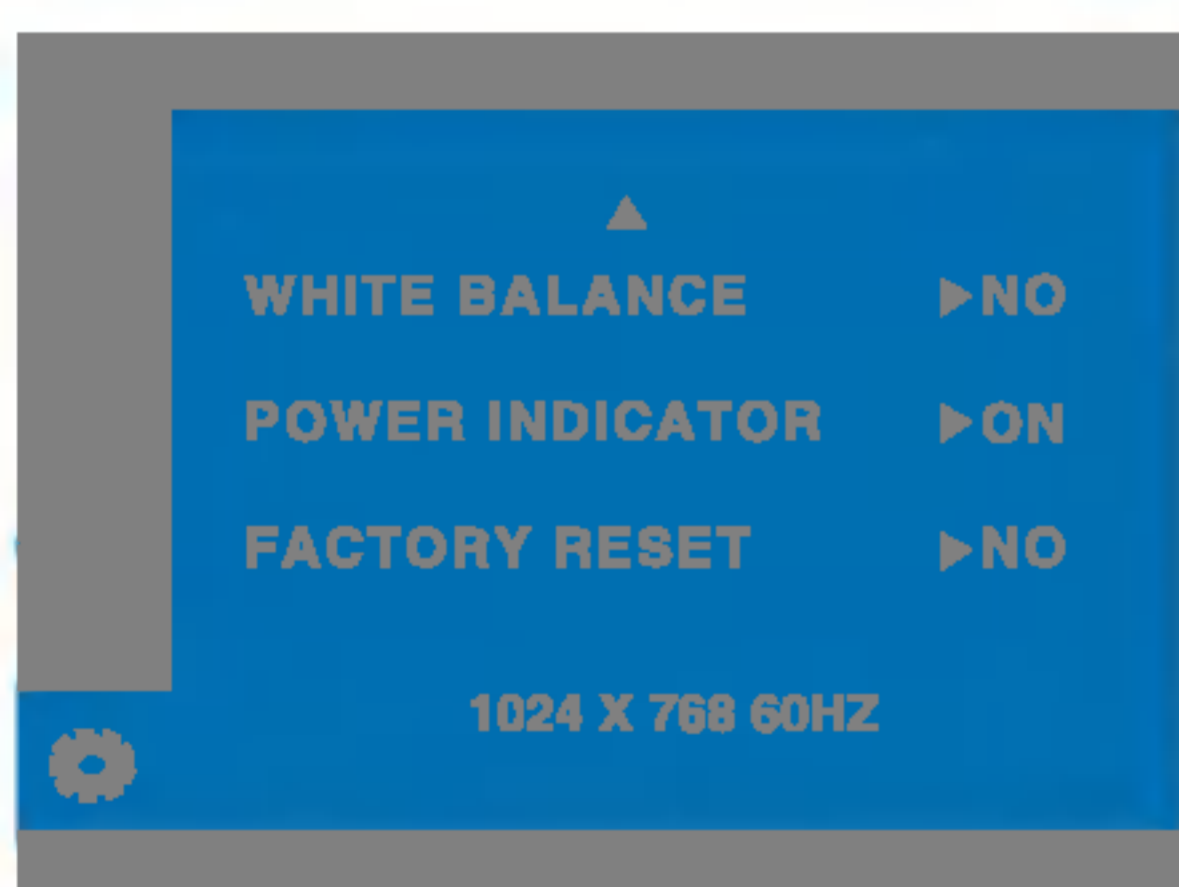 WHITE BALANCE ▶NO
POWER INDICATOR ▶ON
FACTORY RESET ▶NO
1024 X 768 60HZ